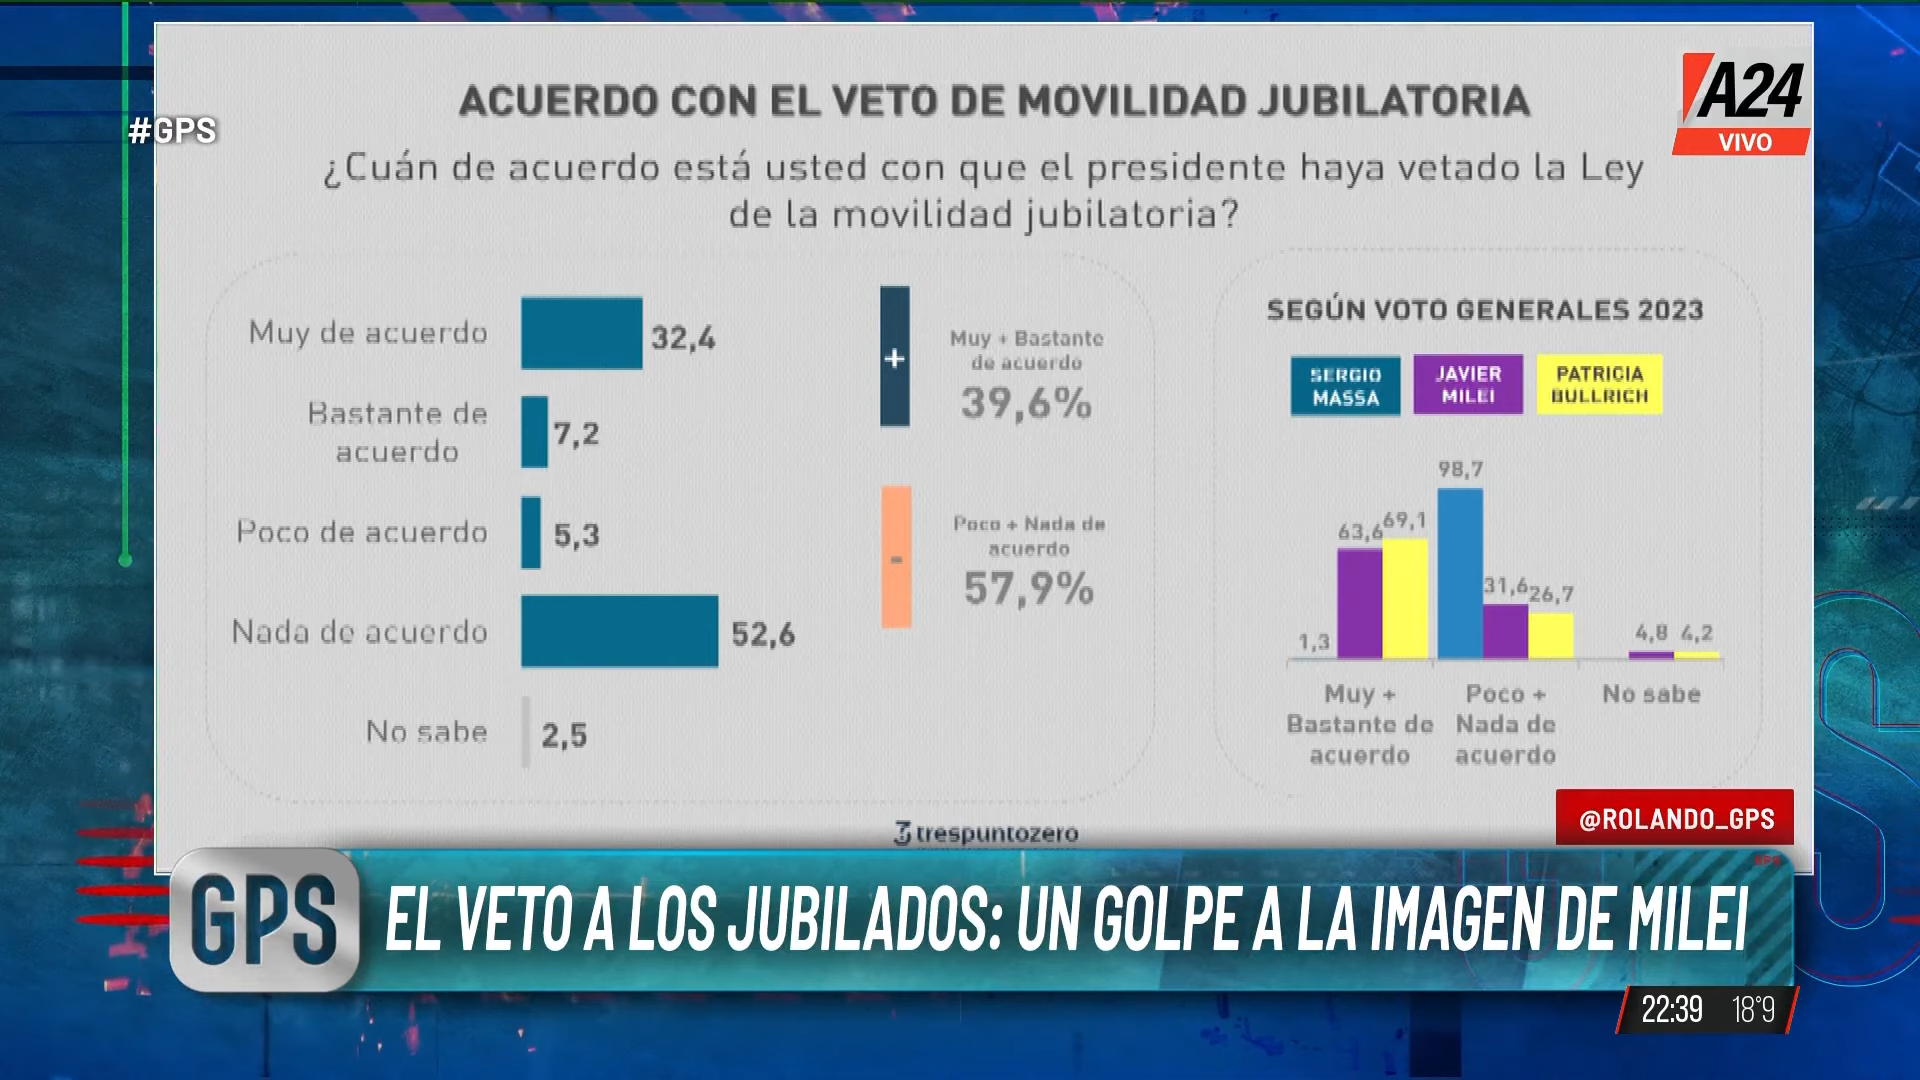 #GPS
A24
VIVO
ACUERDO CON EL VETO DE MOVILIDAD JUBILATORIA
¿Cuán de acuerdo está usted con que el presidente haya vetado la Ley
de la movilidad jubilatoria?
Muy de acuerdo
32,4
Bastante de
acuerdo
7,2
Poco de acuerdo
5,3
Nada de acuerdo
52,6
No sabe
2,5
+
Muy + Bastante
de acuerdo
39,6%
-
Poco + Nada de
acuerdo
57,9%
SEGÚN VOTO GENERALES 2023
SERGIO
MASSA
JAVIER
MILEI
PATRICIA
BULLRICH
1,3
63,6
69,1
98,7
31,6
26,7
4,8
4,2
Muy +
Bastante de
acuerdo
Poco +
Nada de
acuerdo
No sabe
trespuntozero
@ROLANDO_GPS
GPS
GPS
EL VETO A LOS JUBILADOS: UN GOLPE A LA IMAGEN DE MILEI
22:39
18°9